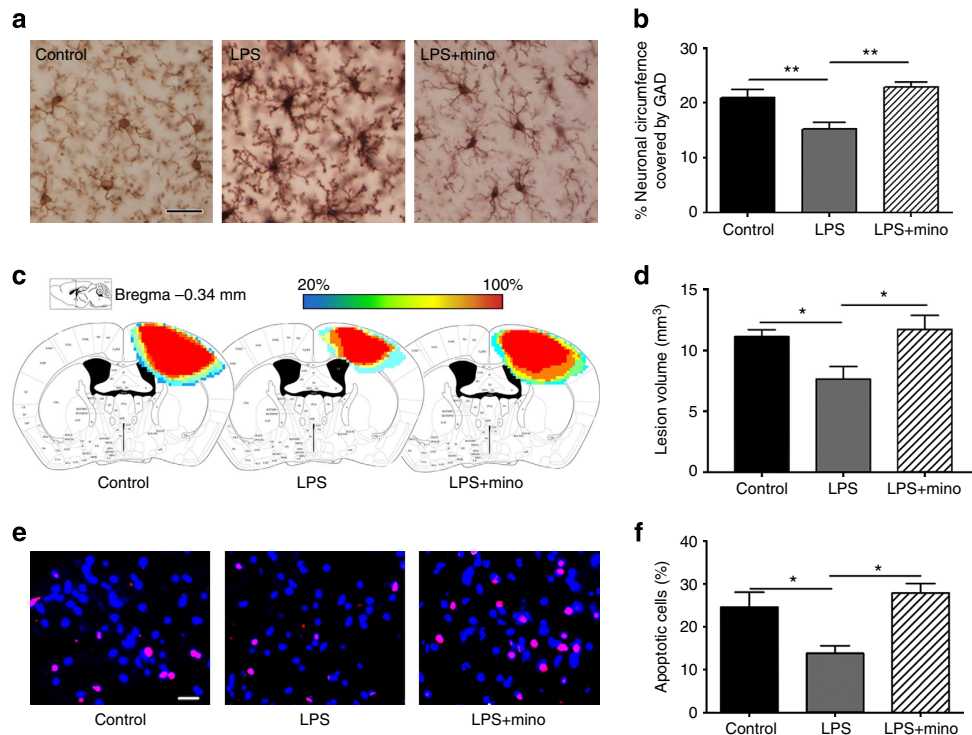 a
Control
LPS
LPS+mino
b
% Neuronal circumfernce
covered by GAD
30
20
10
0
**
**
Control
LPS
LPS+mino
c
Bregma –0.34 mm
20%
100%
Control
LPS
LPS+mino
d
Lesion volume (mm³)
15
10
5
0
*
*
Control
LPS
LPS+mino
e
Control
LPS
LPS+mino
f
Apoptotic cells (%)
40
30
20
10
0
*
*
Control
LPS
LPS+mino